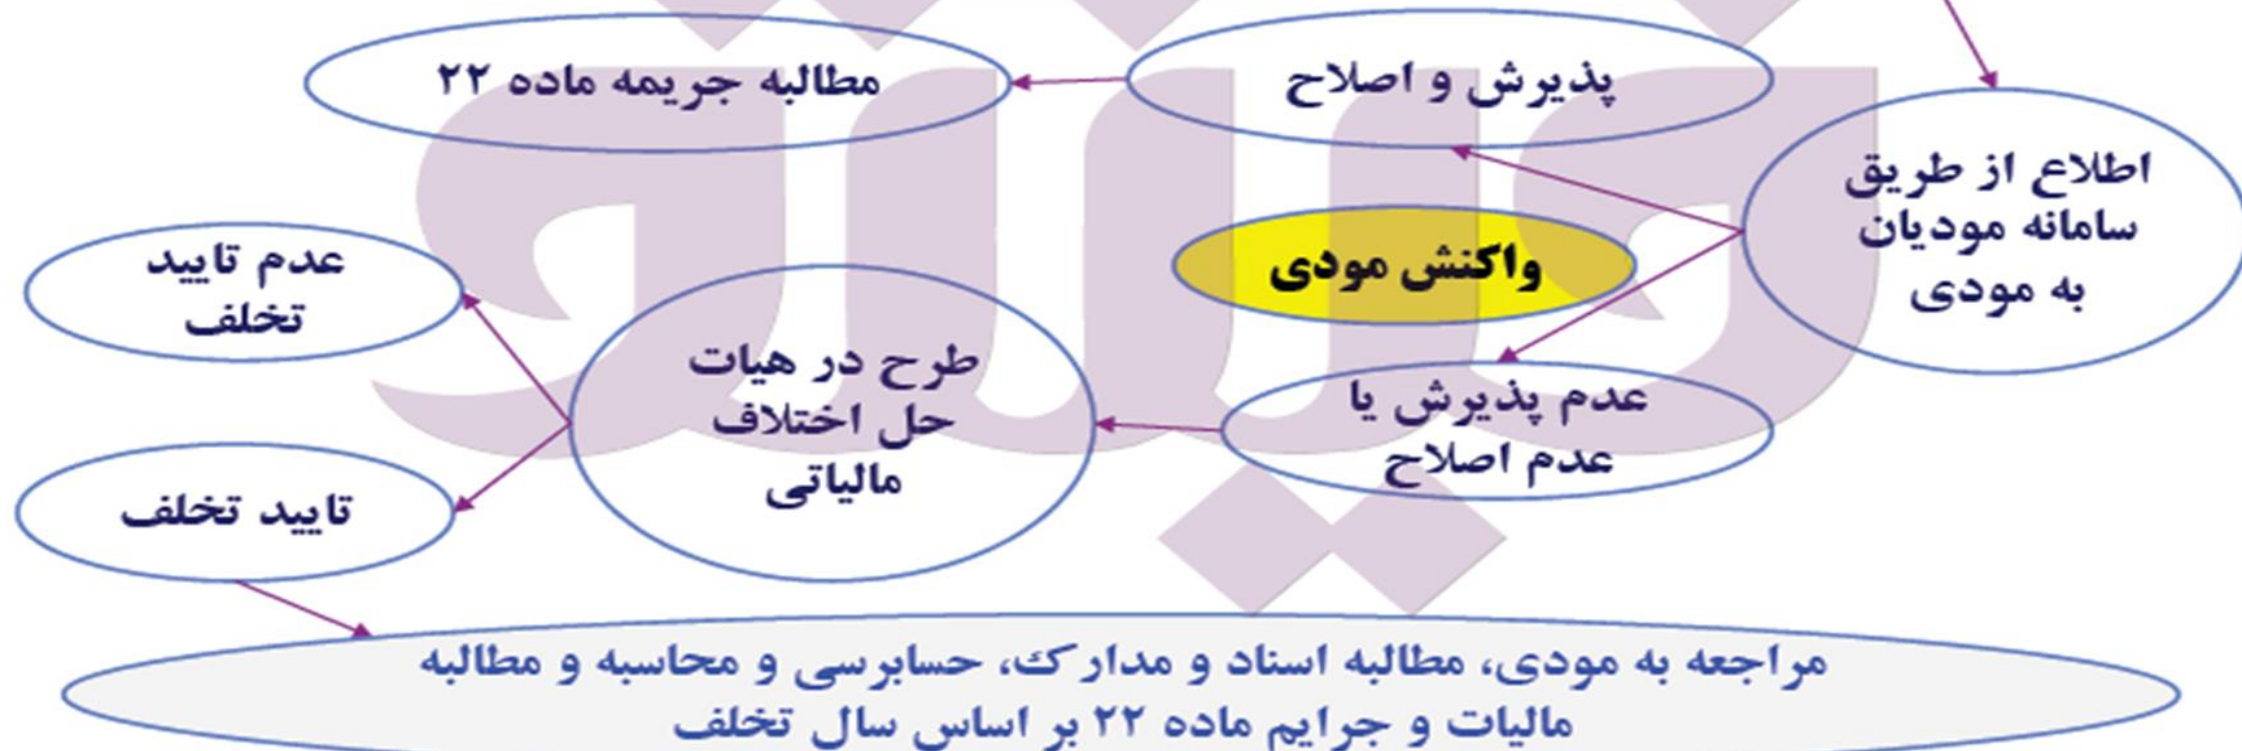 اطلاع از طریق
سامانه مودیان
به مودی
پذیرش و اصلاح
مطالبه جریمه ماده ۲۲
واکنش مودی
عدم پذیرش یا
عدم اصلاح
طرح در هیات
حل اختلاف
مالیاتی
عدم تایید
تخلف
تایید تخلف
مراجعه به مودی، مطالبه اسناد و مدارک، حسابرسی و محاسبه و مطالبه
مالیات و جرایم ماده ۲۲ بر اساس سال تخلف